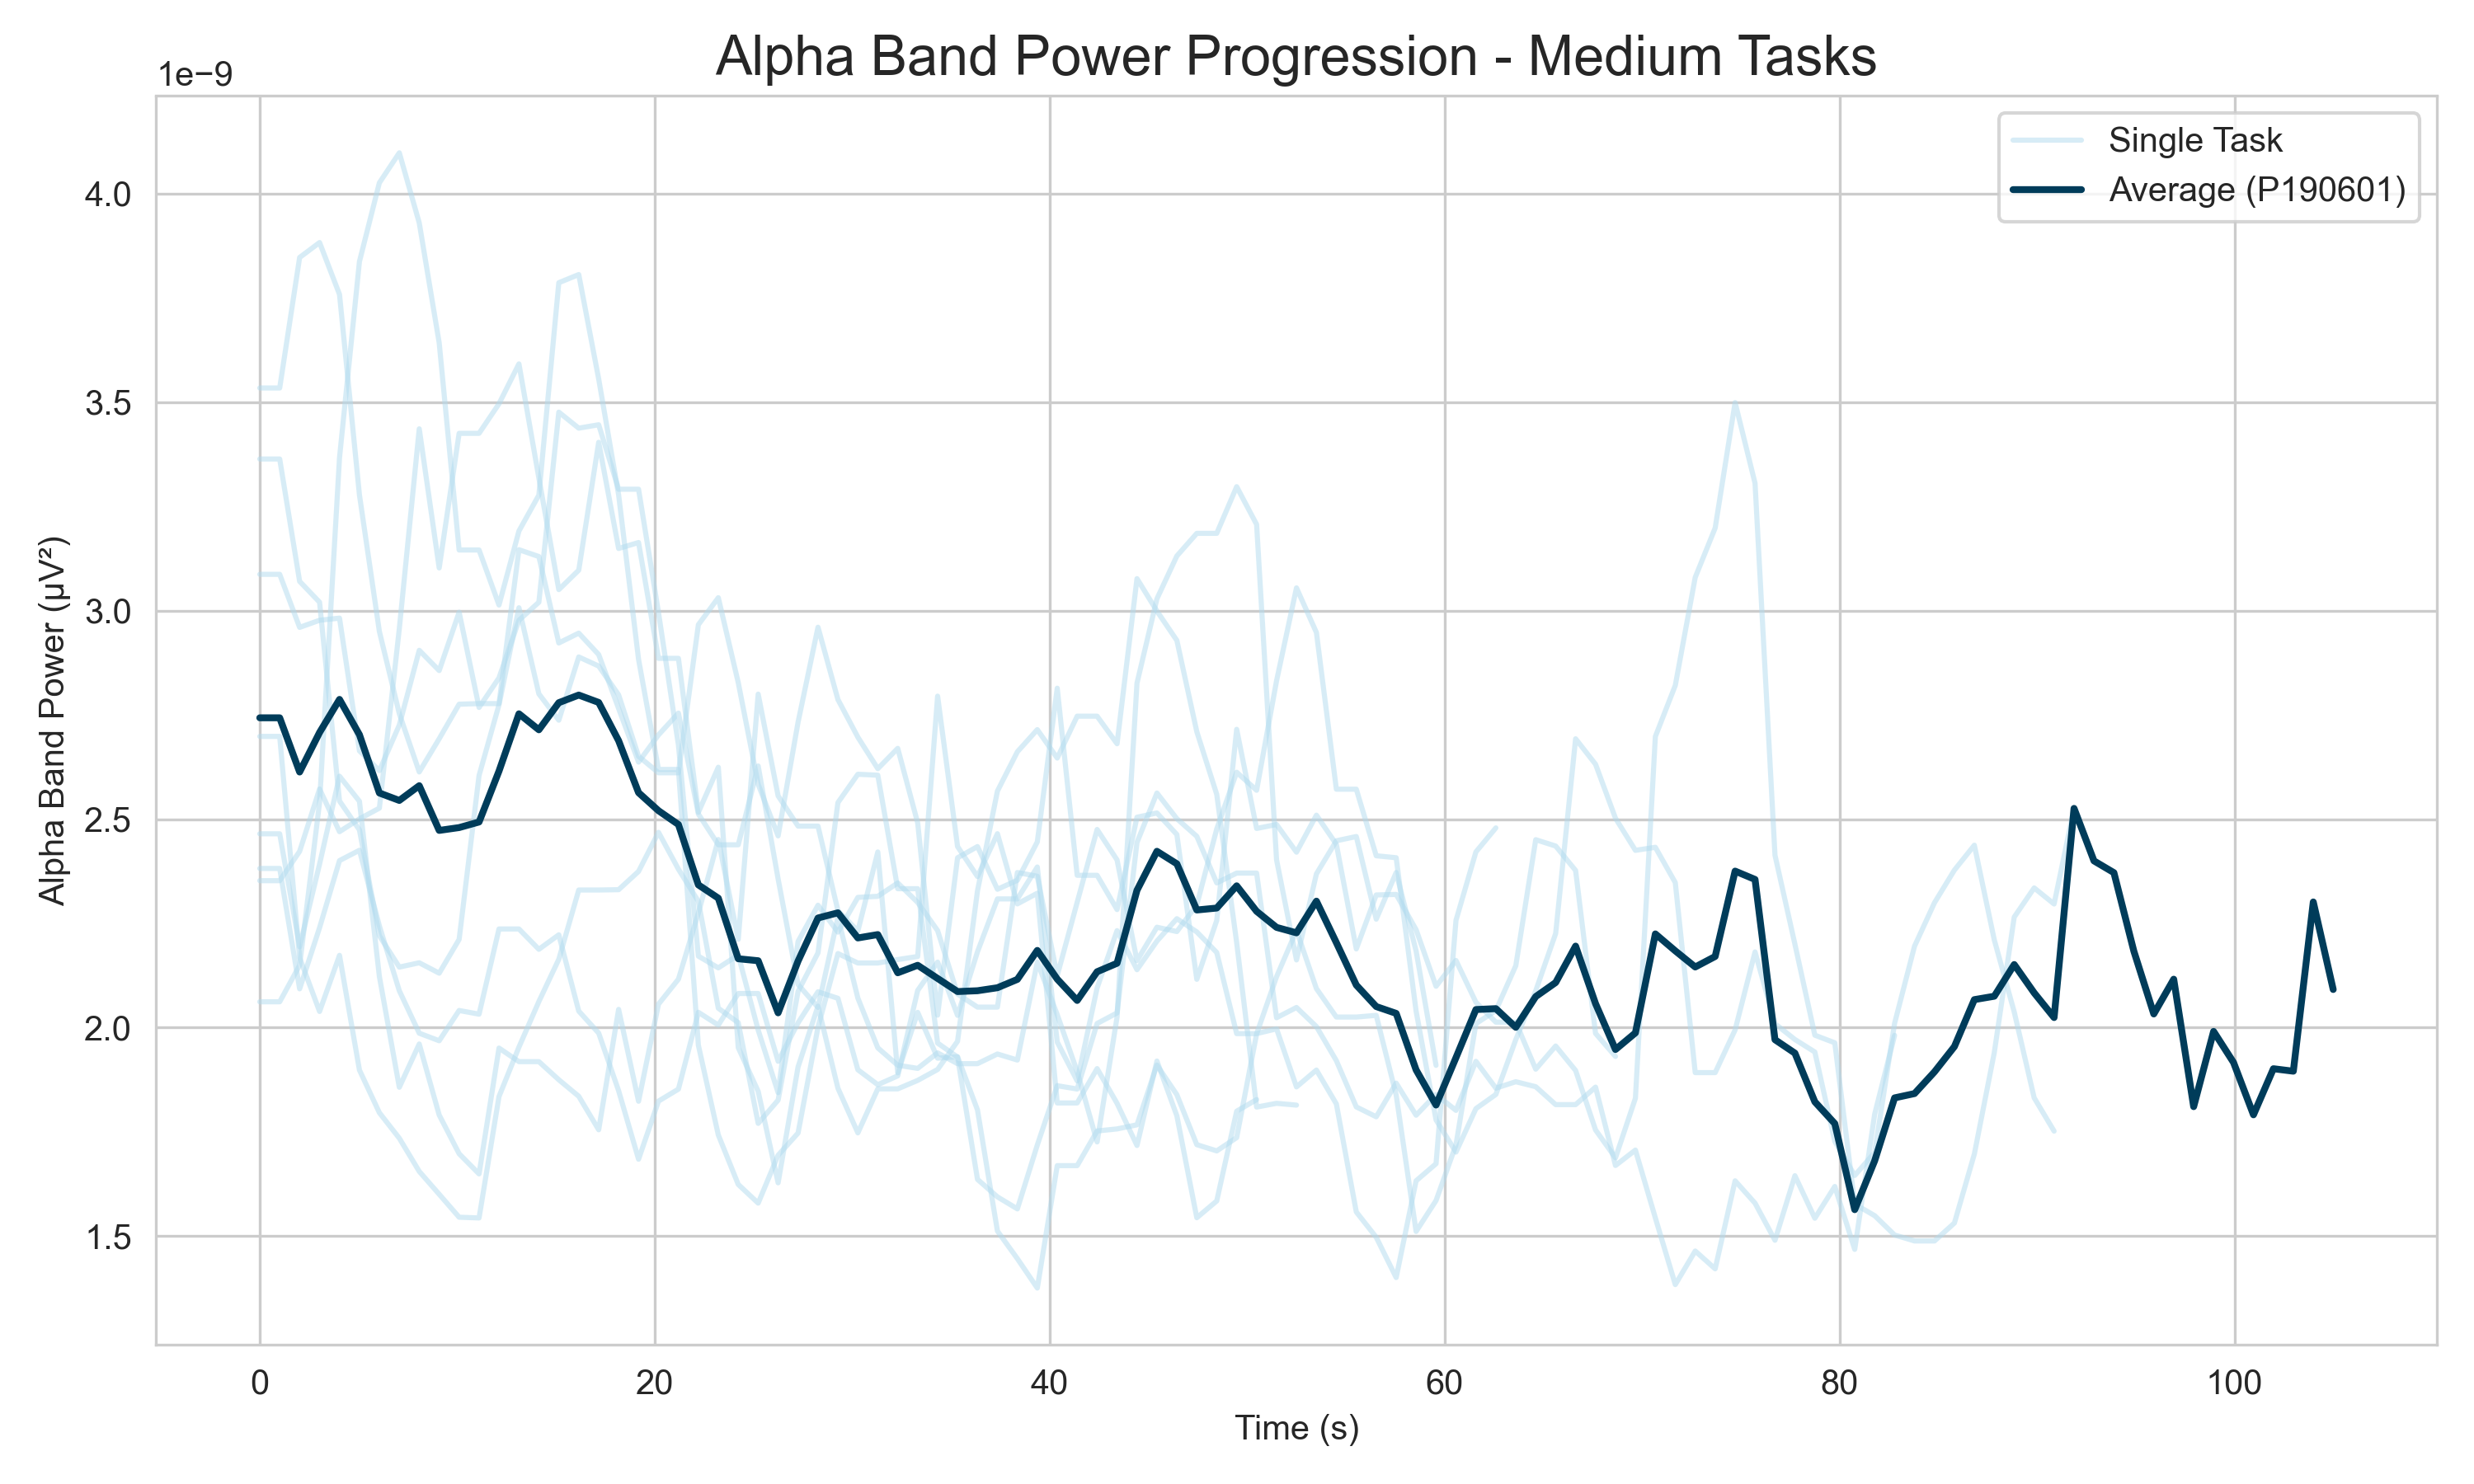 Alpha Band Power Progression - Medium Tasks
1e−9
Single Task
Average (P190601)
4.0
3.5
3.0
2.5
2.0
1.5
Alpha Band Power (µV²)
0 20 40 60 80 100
Time (s)